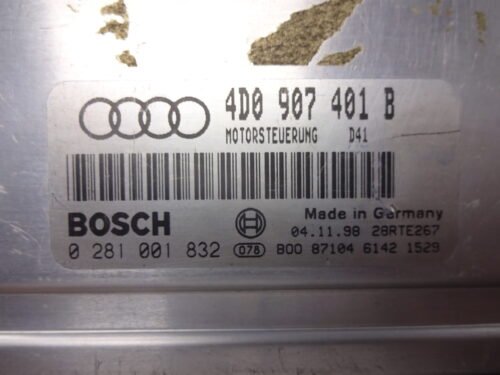 4D0 907 401 B
MOTORSTEUERUNG D41
BOSCH
Made in Germany
04.11.98 28RTE267
0 281 001 832 078 800 87104 6142 1529